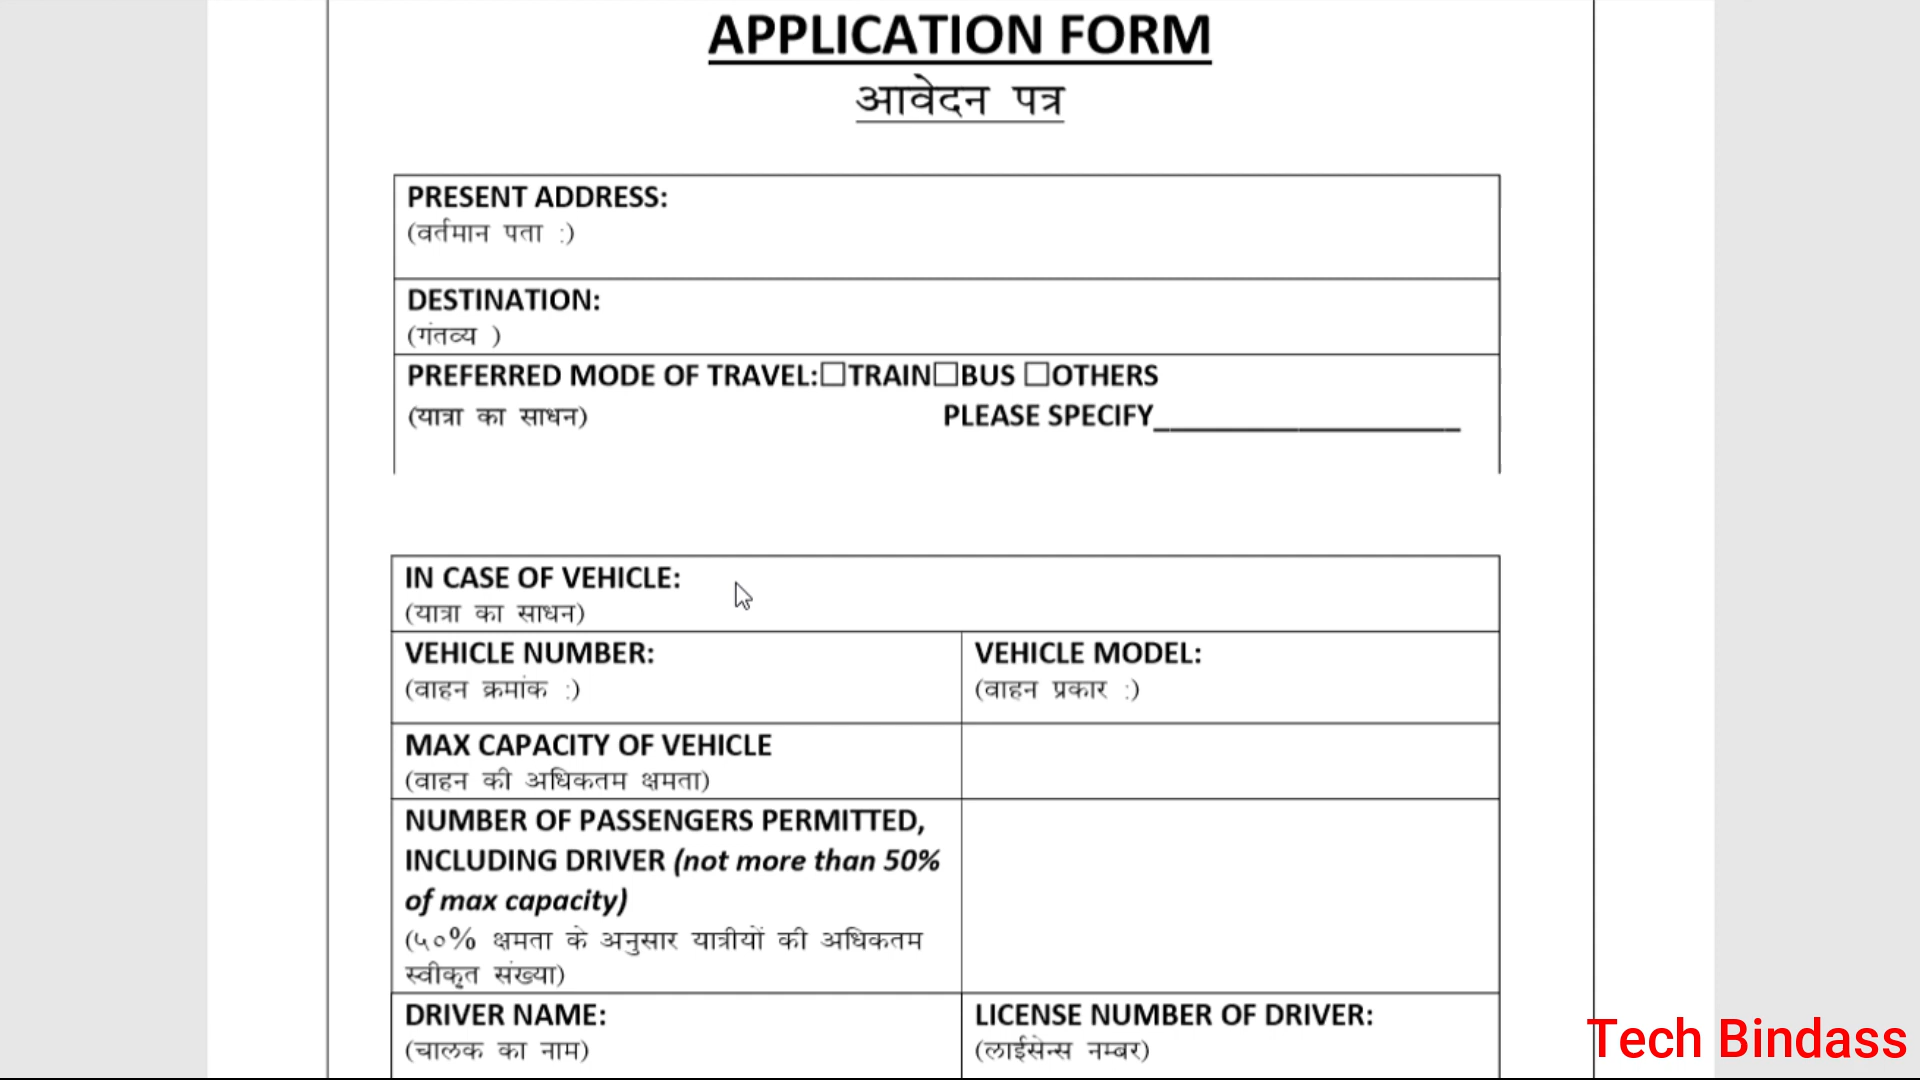 APPLICATION FORM
आवेदन पत्र
PRESENT ADDRESS:
(वर्तमान पता :)
DESTINATION:
(गंतव्य )
PREFERRED MODE OF TRAVEL:☐TRAIN☐BUS ☐OTHERS
(यात्रा का साधन) PLEASE SPECIFY____________________
IN CASE OF VEHICLE:
(यात्रा का साधन)
VEHICLE NUMBER:
(वाहन क्रमांक :)
VEHICLE MODEL:
(वाहन प्रकार :)
MAX CAPACITY OF VEHICLE
(वाहन की अधिकतम क्षमता)
NUMBER OF PASSENGERS PERMITTED,
INCLUDING DRIVER (not more than 50%
of max capacity)
(५०% क्षमता के अनुसार यात्रीयों की अधिकतम
स्वीकृत संख्या)
DRIVER NAME:
(चालक का नाम)
LICENSE NUMBER OF DRIVER:
(लाईसेन्स नम्बर)
Tech Bindass